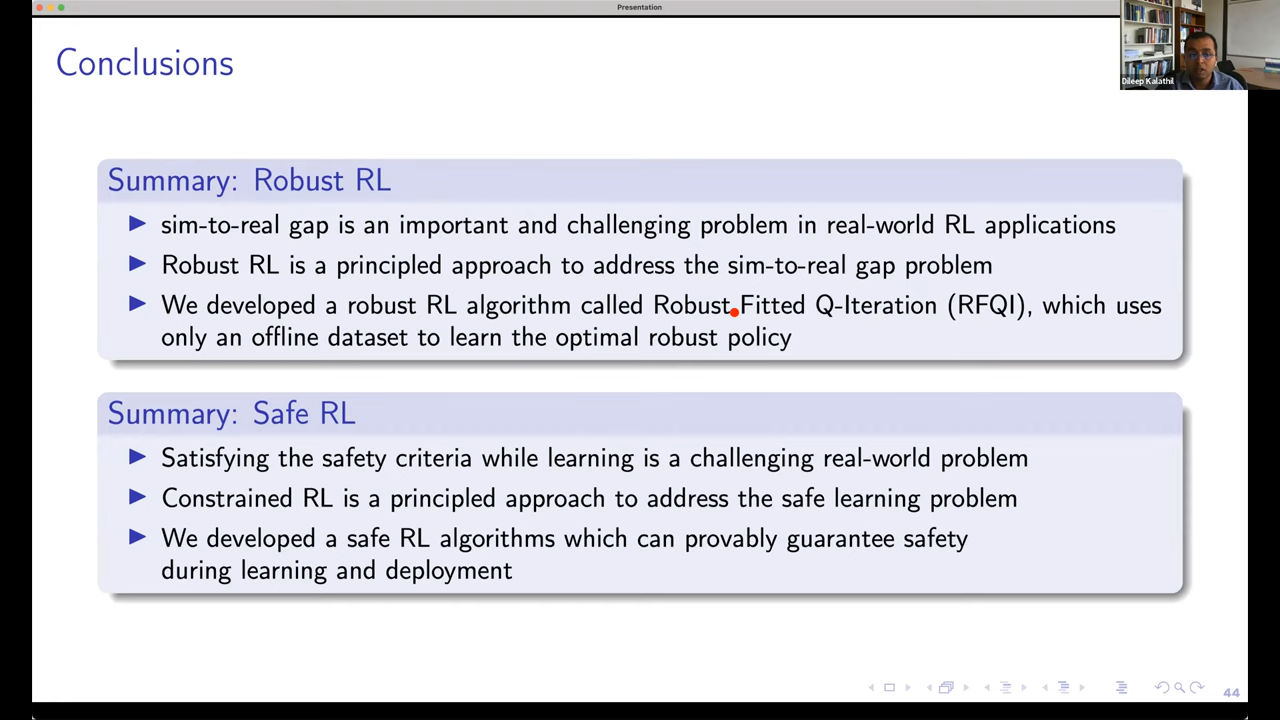 Presentation
Dileep Kalathil
Conclusions
Summary: Robust RL
sim-to-real gap is an important and challenging problem in real-world RL applications
Robust RL is a principled approach to address the sim-to-real gap problem
We developed a robust RL algorithm called Robust Fitted Q-Iteration (RFQI), which uses
only an offline dataset to learn the optimal robust policy
Summary: Safe RL
Satisfying the safety criteria while learning is a challenging real-world problem
Constrained RL is a principled approach to address the safe learning problem
We developed a safe RL algorithms which can provably guarantee safety
during learning and deployment
44